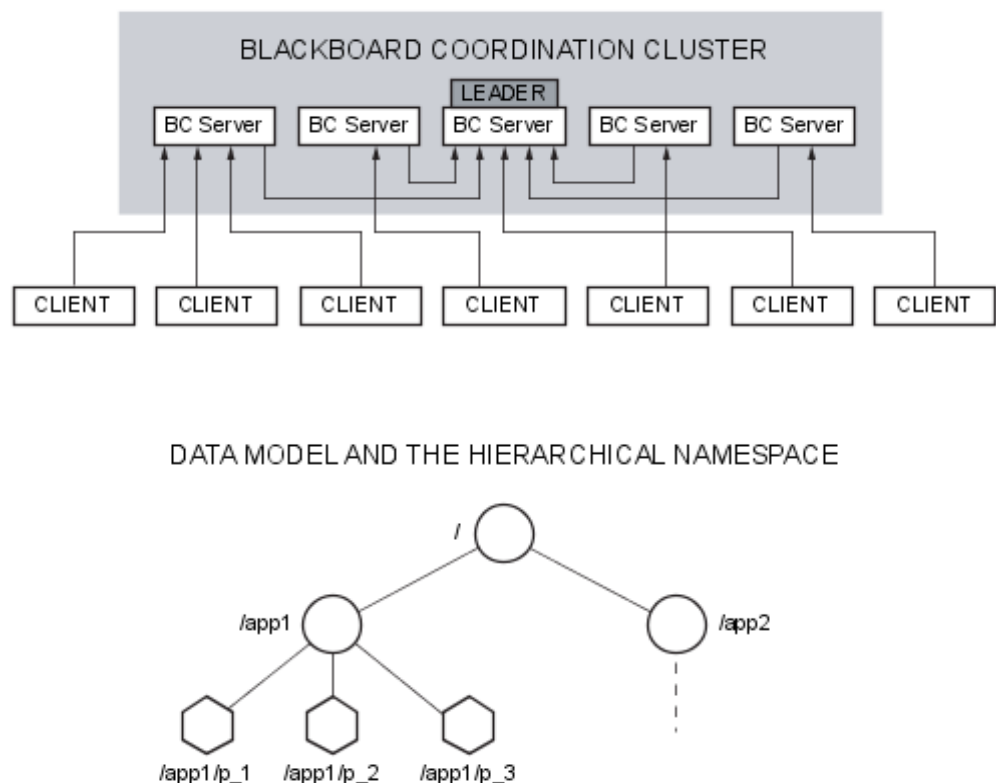 BLACKBOARD COORDINATION CLUSTER
LEADER
BC Server BC Server BC Server BC Server BC Server
CLIENT CLIENT CLIENT CLIENT CLIENT CLIENT CLIENT
DATA MODEL AND THE HIERARCHICAL NAMESPACE
/
/app1 /app2
/app1/p_1 /app1/p_2 /app1/p_3